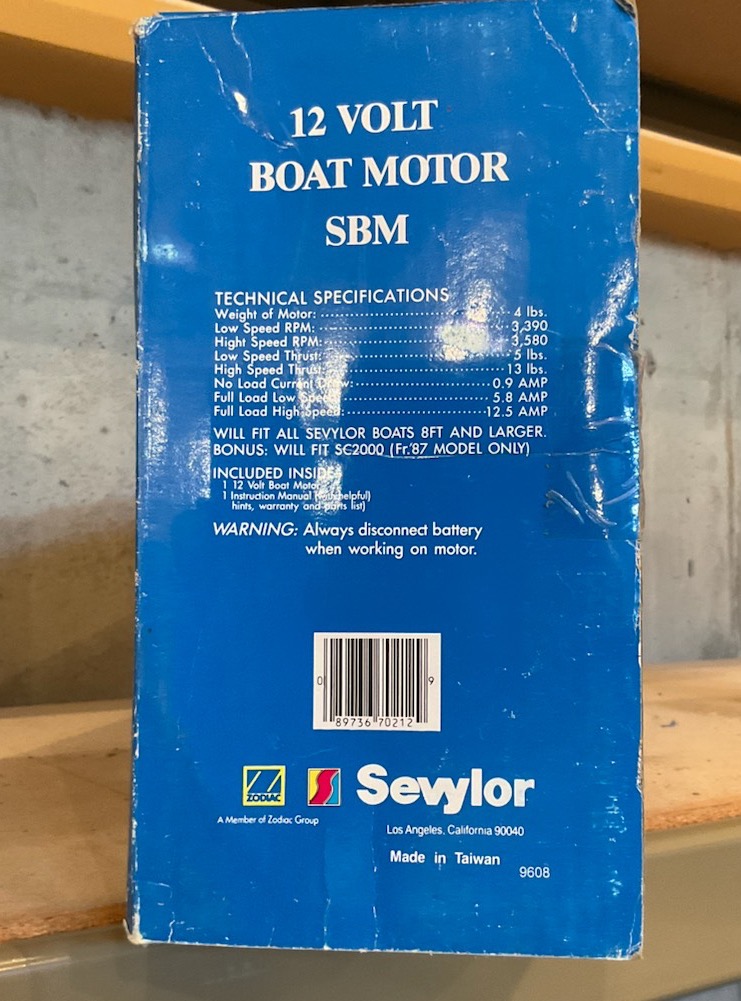 12 VOLT
BOAT MOTOR
SBM
TECHNICAL SPECIFICATIONS
Weight of Motor: 4 lbs.
Low Speed RPM: 3,390
Hight Speed RPM: 3,580
Low Speed Thrust: 5 lbs.
High Speed Thrust: 13 lbs.
No Load Current Draw: 0.9 AMP
Full Load Low Speed: 5.8 AMP
Full Load High Speed: 12.5 AMP
WILL FIT ALL SEVYLOR BOATS 8FT AND LARGER.
BONUS: WILL FIT SC2000 (Fr.'87 MODEL ONLY)
INCLUDED INSIDE
1 12 Volt Boat Motor
1 Instruction Manual (with helpful)
hints, warranty and parts list)
WARNING: Always disconnect battery
when working on motor.
0 89736 70212 9
ZODIAC
Sevylor
A Member of Zodiac Group
Los Angeles, California 90040
Made in Taiwan
9608